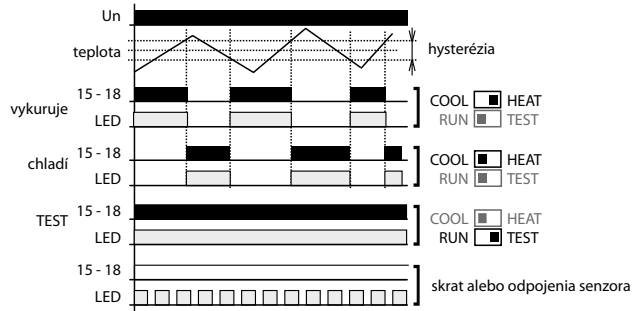 Un
teplota
hysterézia
vykuruje
15 - 18
LED
COOL HEAT
RUN TEST
chladí
15 - 18
LED
COOL HEAT
RUN TEST
TEST
15 - 18
LED
COOL HEAT
RUN TEST
15 - 18
LED
skrat alebo odpojenia senzora